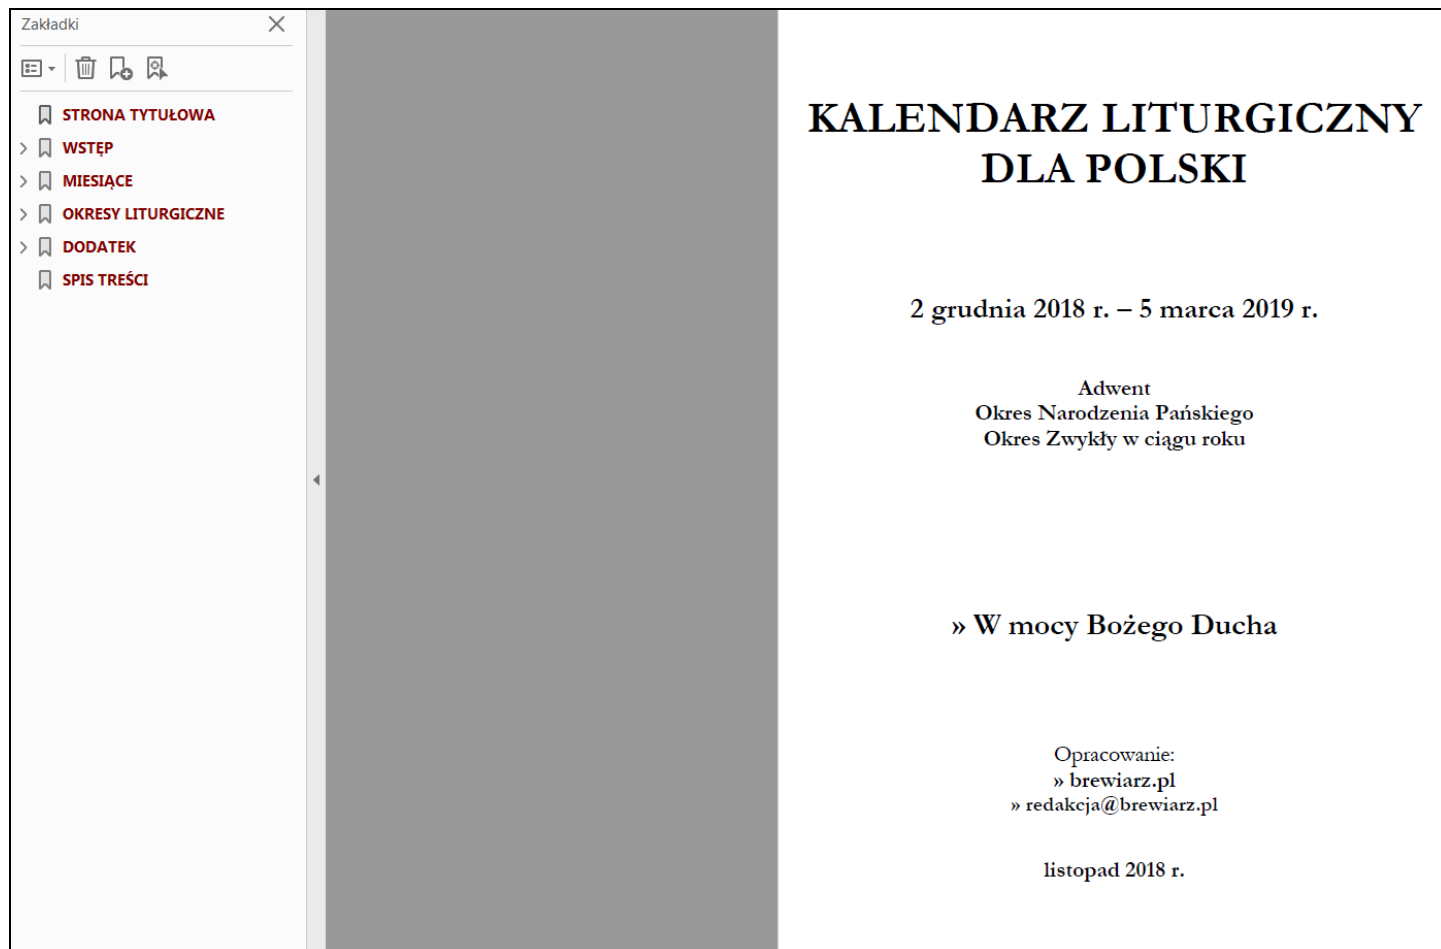 Zakładki
STRONA TYTUŁOWA
WSTĘP
MIESIĄCE
OKRESY LITURGICZNE
DODATEK
SPIS TREŚCI
KALENDARZ LITURGICZNY
DLA POLSKI
2 grudnia 2018 r. – 5 marca 2019 r.
Adwent
Okres Narodzenia Pańskiego
Okres Zwykły w ciągu roku
» W mocy Bożego Ducha
Opracowanie:
» brewiarz.pl
» redakcja@brewiarz.pl
listopad 2018 r.